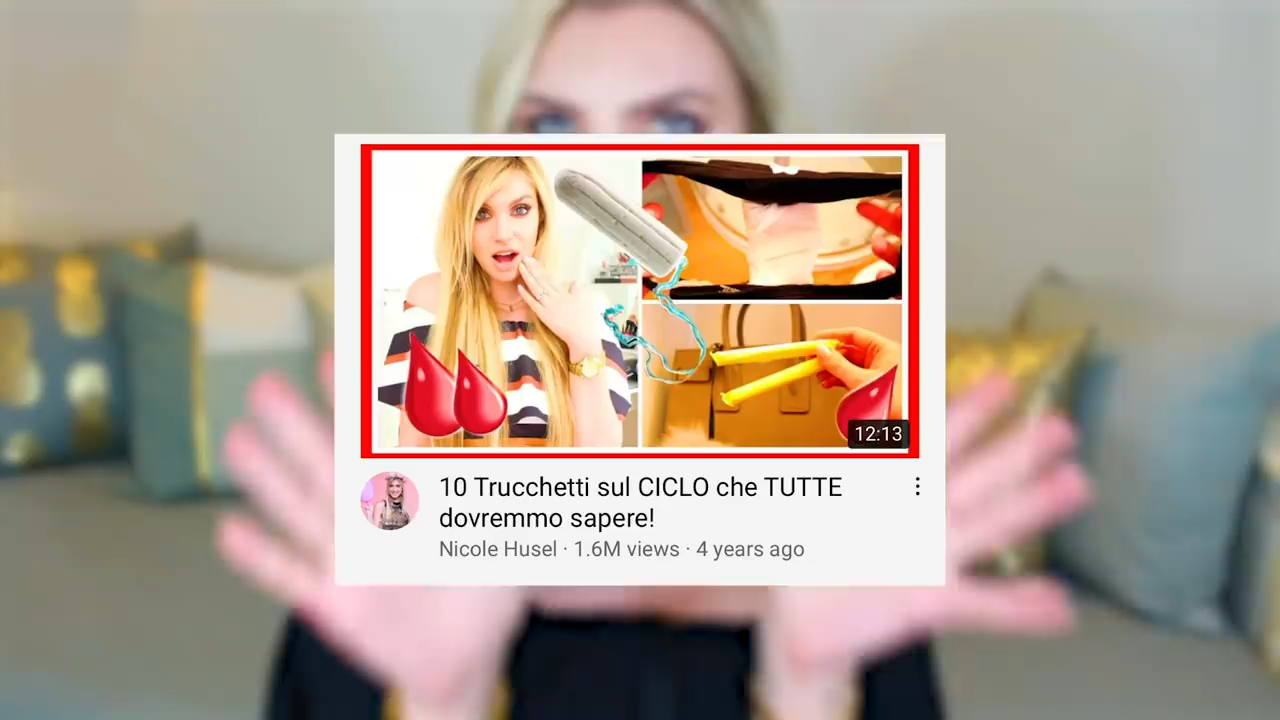 12:13
10 Trucchetti sul CICLO che TUTTE
dovremmo sapere!
Nicole Husel · 1.6M views · 4 years ago